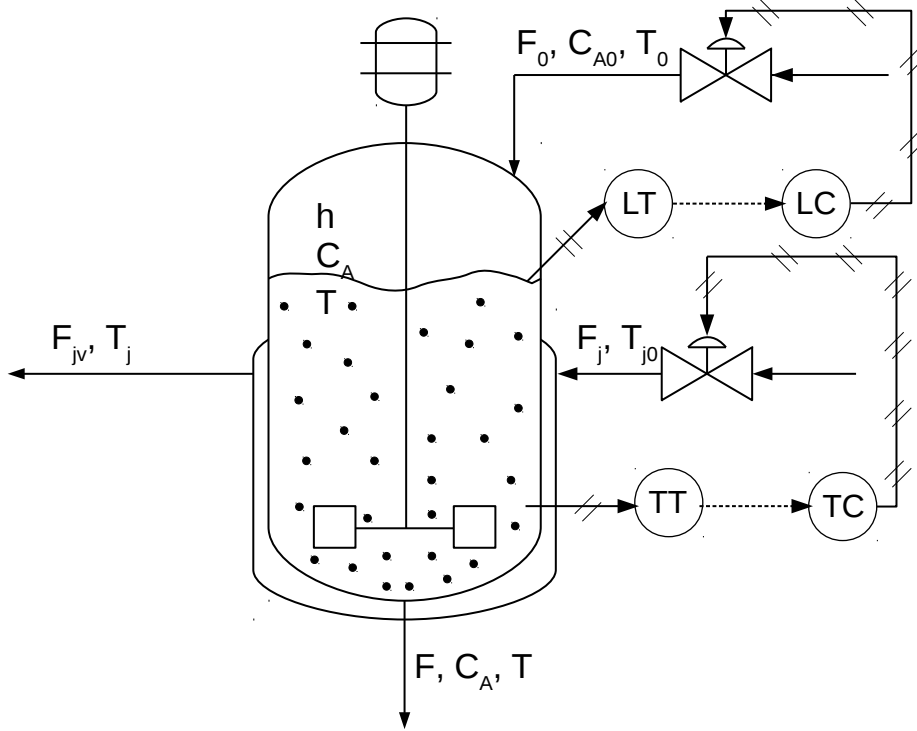 F0, CA0, T0
LT
LC
h
CA
T
Fjv, Tj
Fj, Tj0
TT
TC
F, CA, T